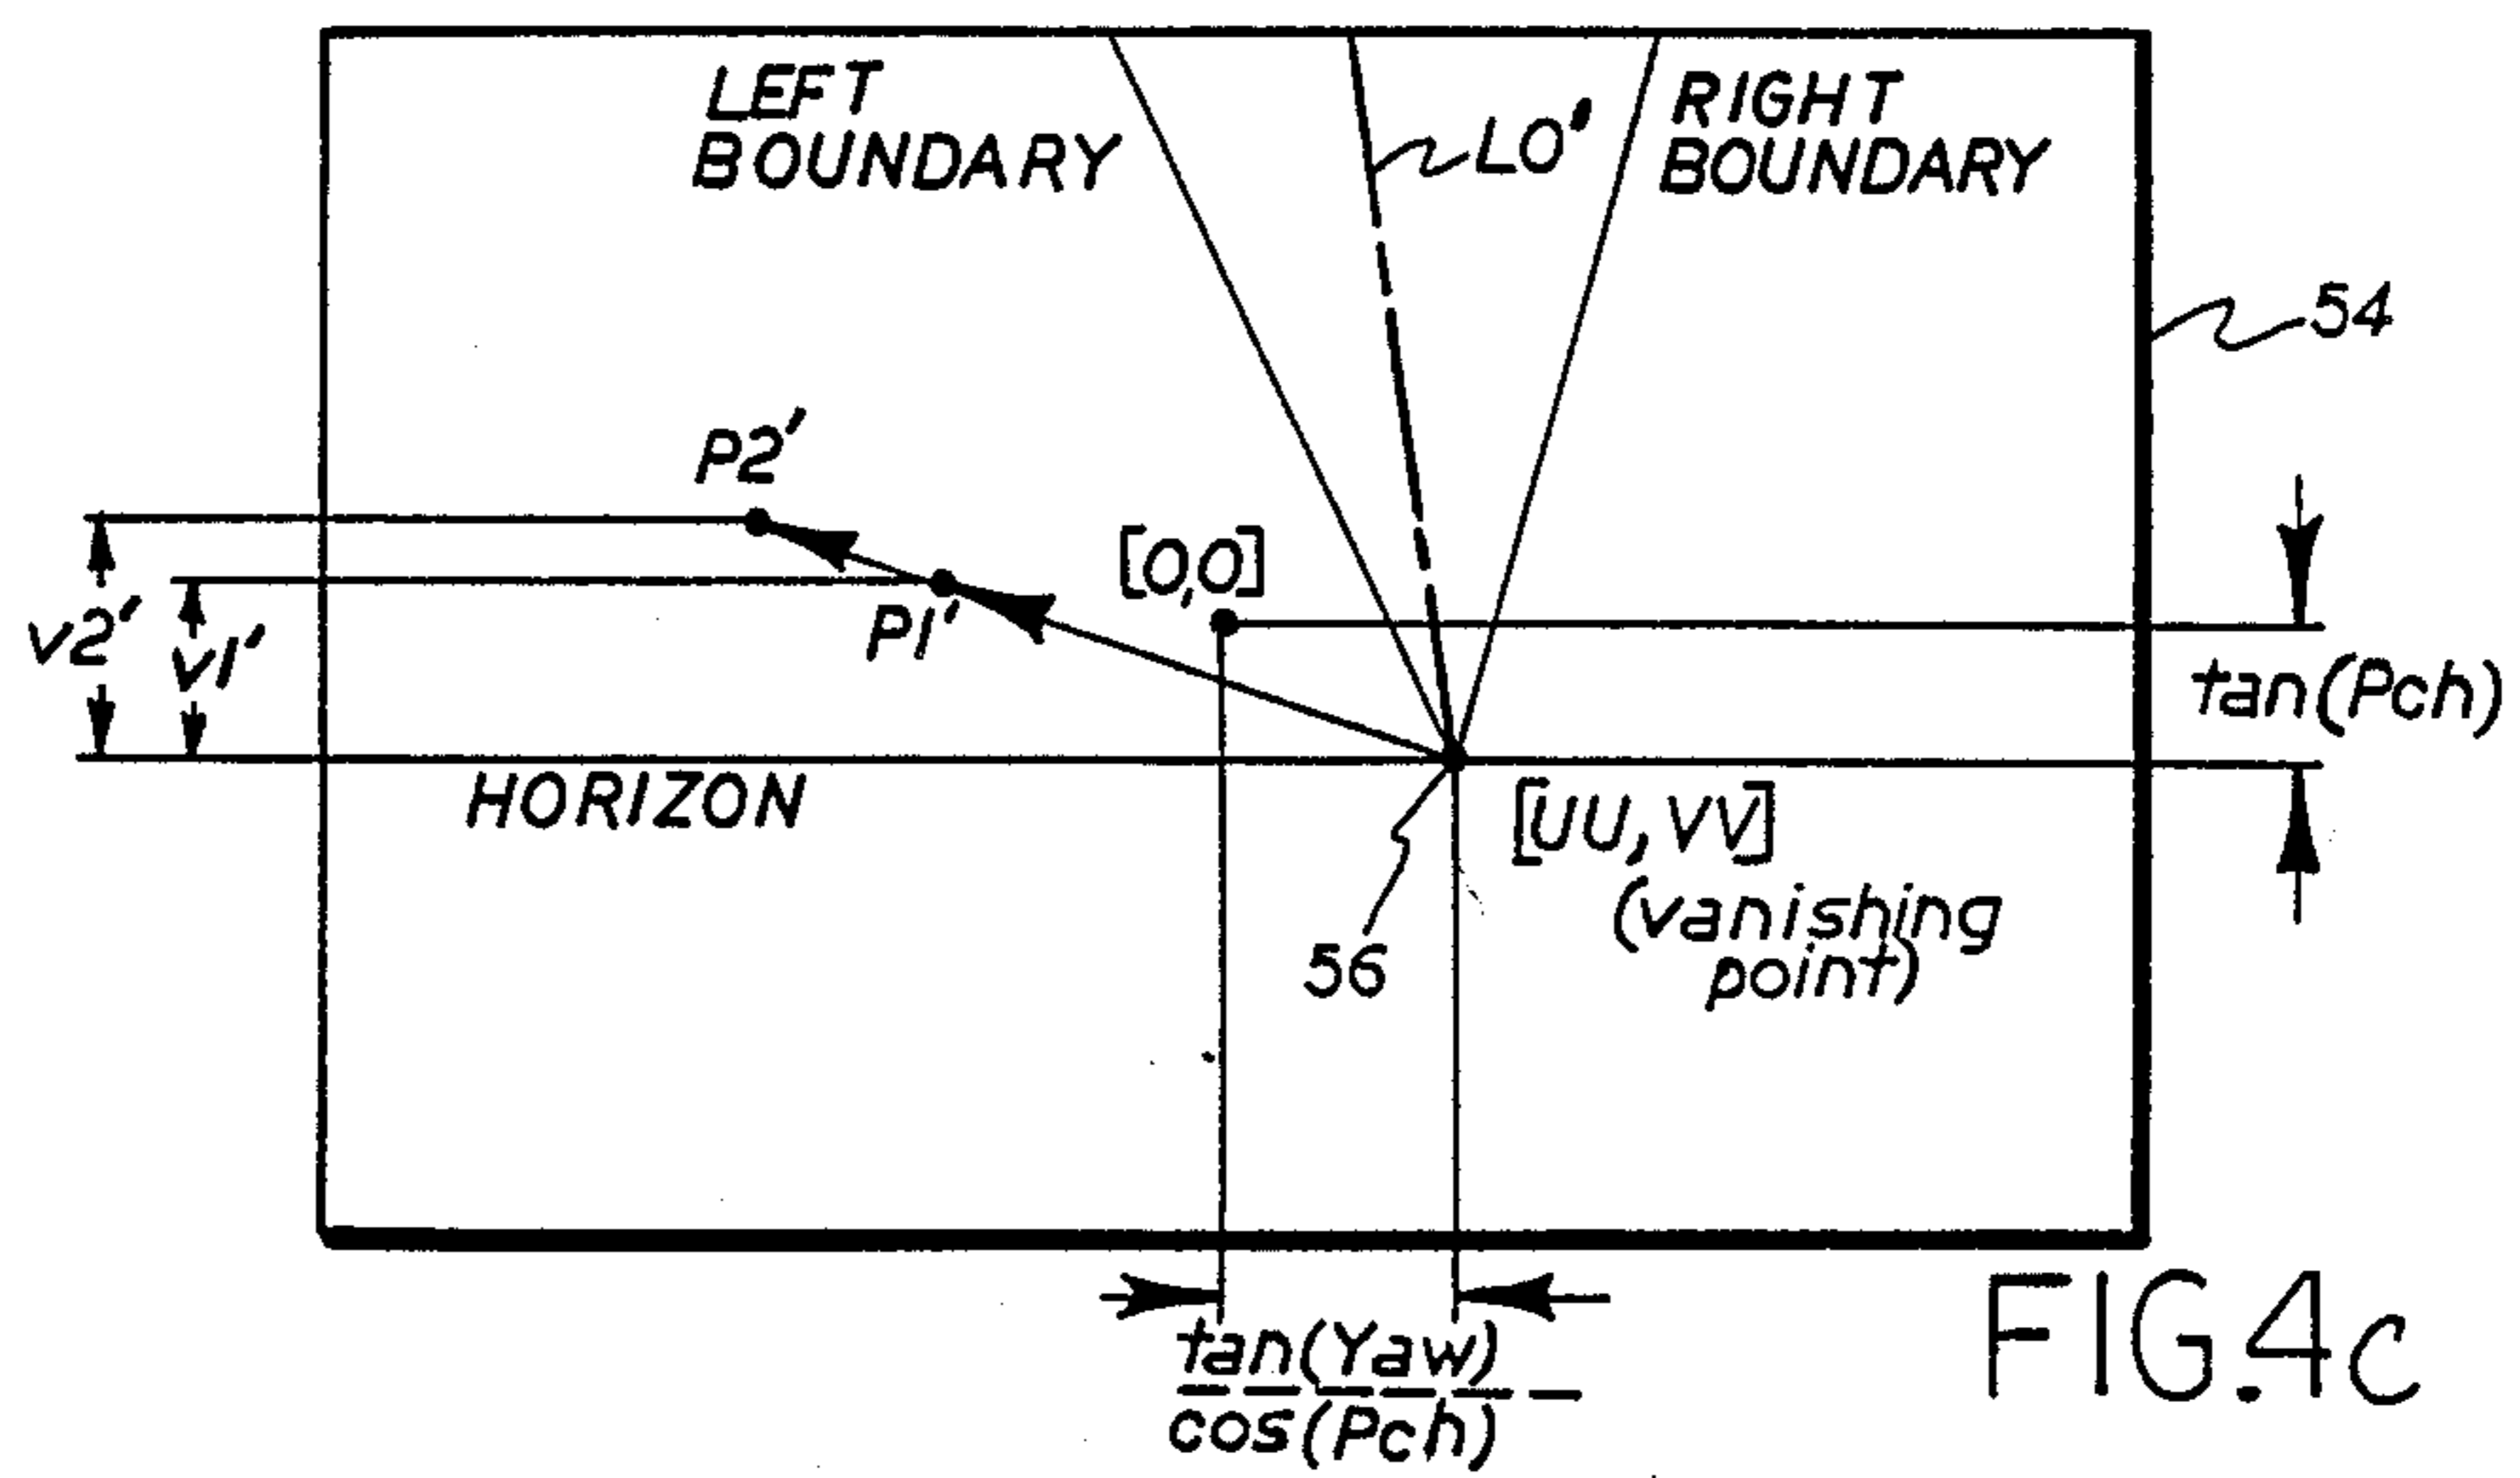 LEFT
BOUNDARY
LO'
RIGHT
BOUNDARY
54
P2'
[0,0]
P1'
v2'
v1'
tan(Pch)
HORIZON
[UU, VV]
(vanishing
point)
56
tan(Yaw)
cos(Pch)
FIG.4c